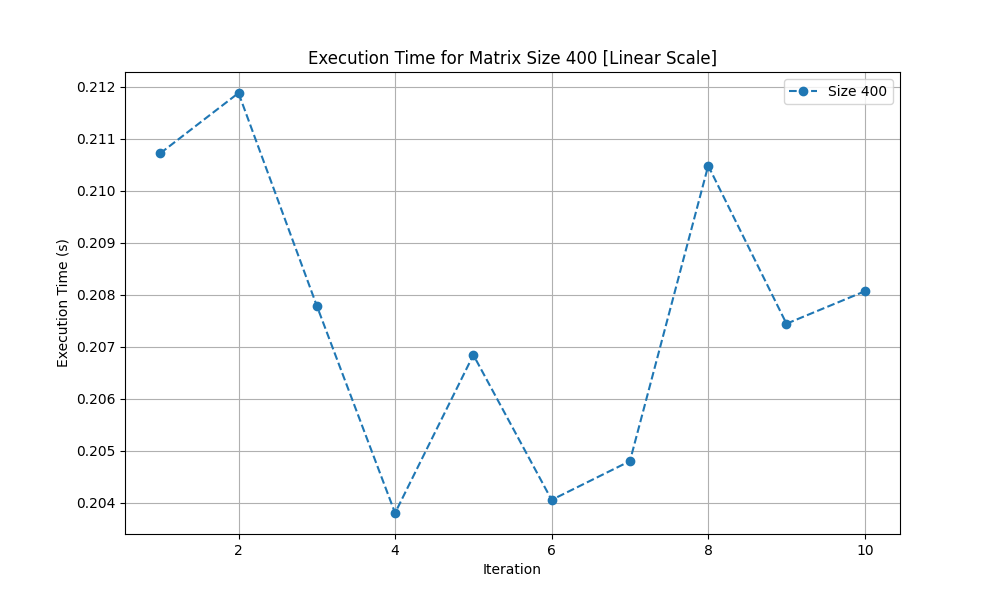 Execution Time for Matrix Size 400 [Linear Scale]
Size 400
Execution Time (s)
0.212
0.211
0.210
0.209
0.208
0.207
0.206
0.205
0.204
2 4 6 8 10
Iteration